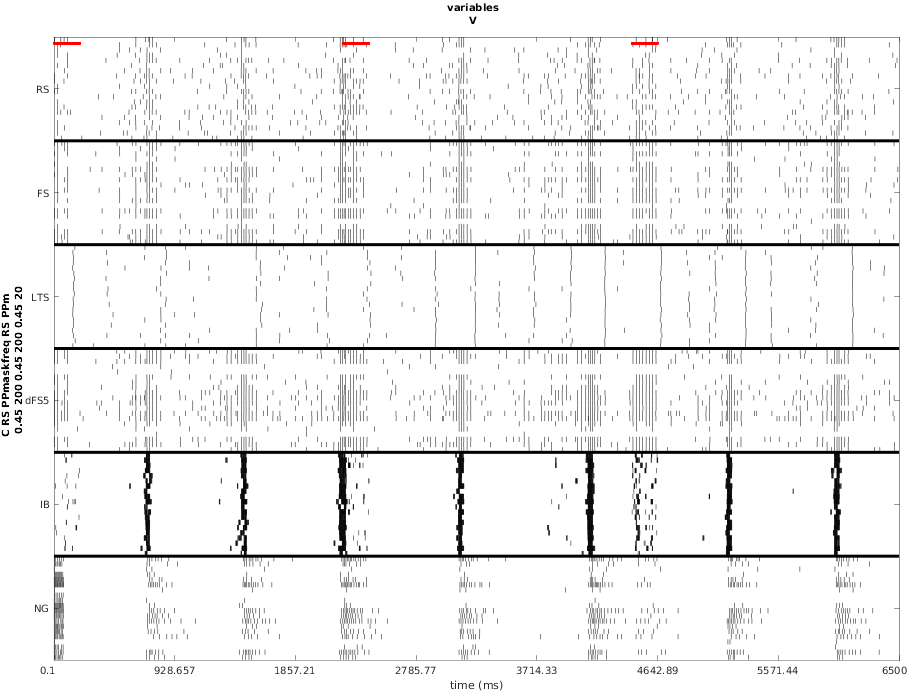 variables
V
RS
FS
LTS
dFS5
IB
NG
C RS PPmaskfreq RS PPm
0.45 200 0.45 200 0.45 20
0.1 928.657 1857.21 2785.77 3714.33 4642.89 5571.44 6500
time (ms)